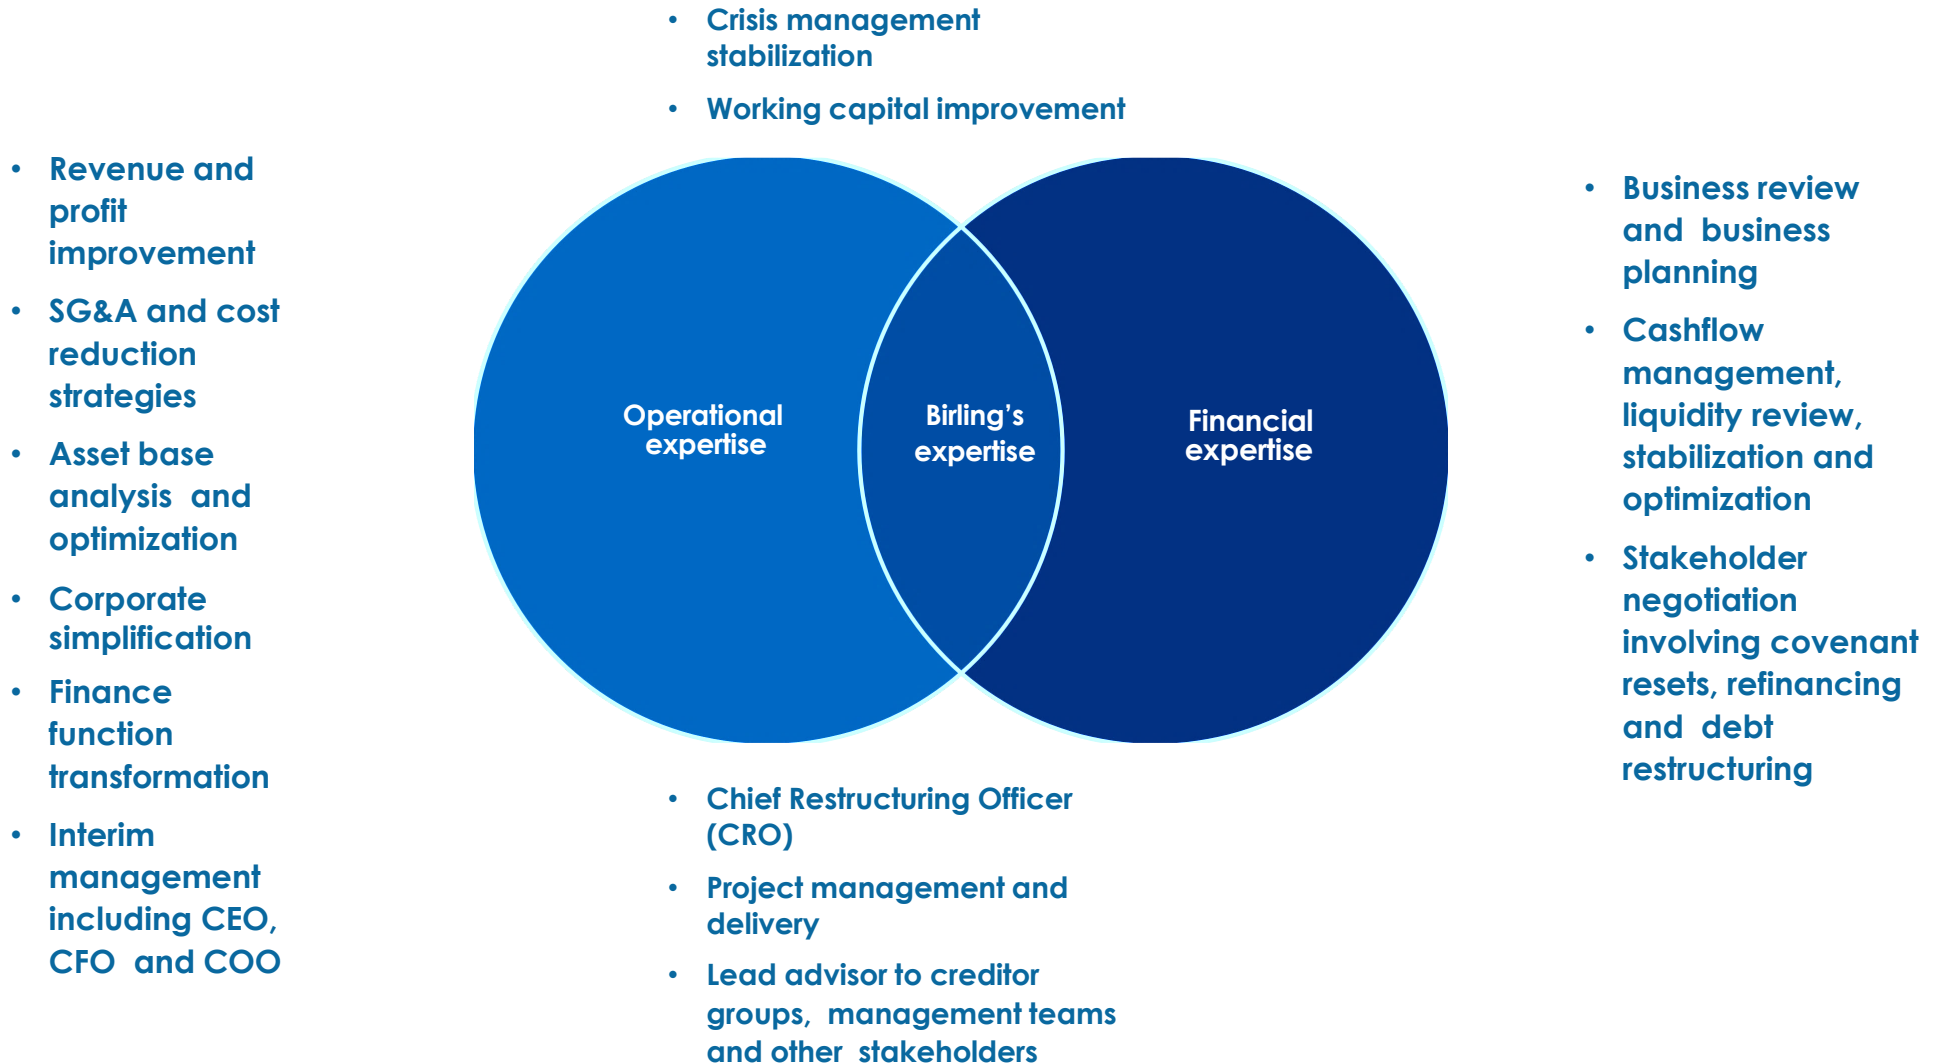 • Crisis management
stabilization
• Working capital improvement
• Revenue and
profit
improvement
• SG&A and cost
reduction
strategies
• Asset base
analysis and
optimization
• Corporate
simplification
• Finance
function
transformation
• Interim
management
including CEO,
CFO and COO
Operational
expertise
Birling’s
expertise
Financial
expertise
• Business review
and business
planning
• Cashflow
management,
liquidity review,
stabilization and
optimization
• Stakeholder
negotiation
involving covenant
resets, refinancing
and debt
restructuring
• Chief Restructuring Officer
(CRO)
• Project management and
delivery
• Lead advisor to creditor
groups, management teams
and other stakeholders